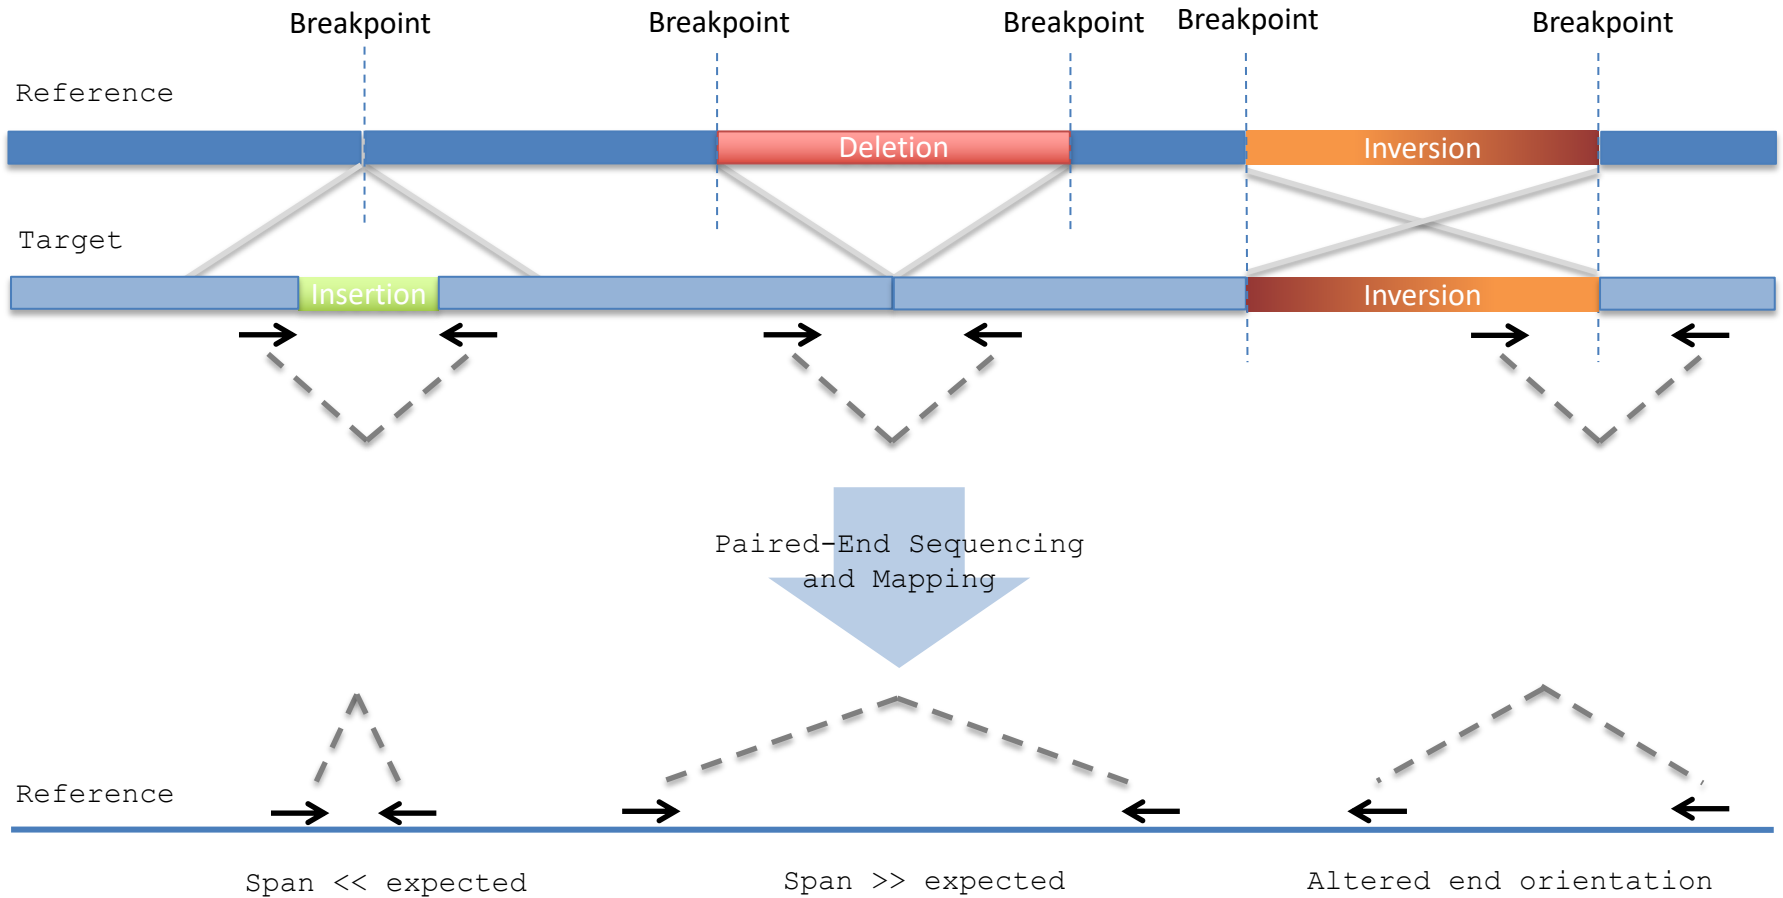 Breakpoint Breakpoint Breakpoint Breakpoint Breakpoint
Reference
Deletion Inversion
Target
Insertion Inversion
Paired-End Sequencing
and Mapping
Reference
Span << expected Span >> expected Altered end orientation